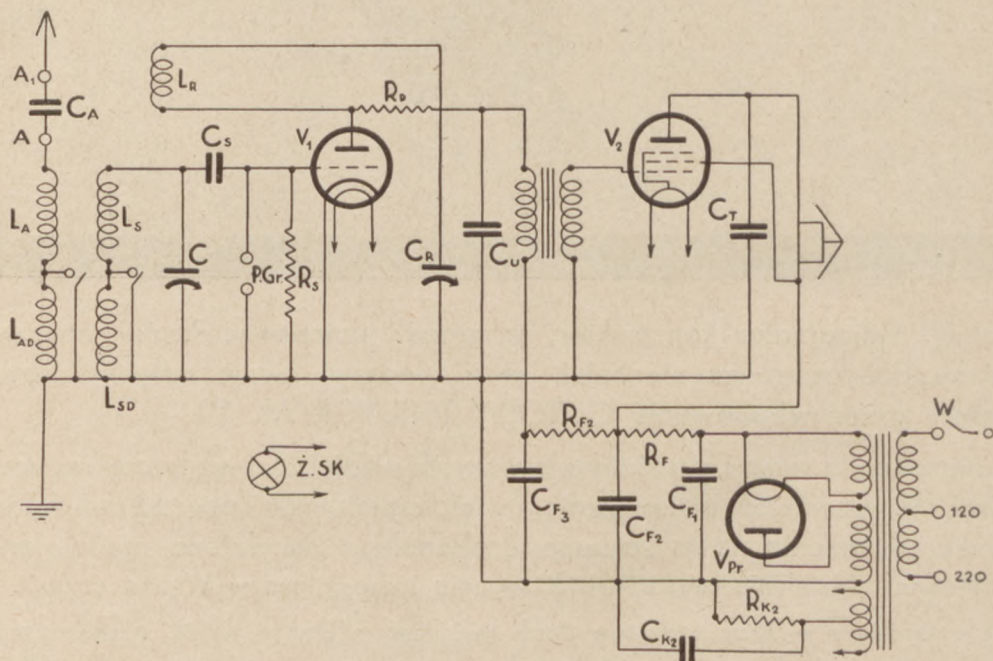 A₁
C_A
A
L_A
L_AD
L_S
L_SD
L_R
C_S
C
P.Gr.
R_S
V₁
R_D
C_R
C_U
V₂
C_T
Ż.SK
R_F2
R_F
C_F3
C_F2
C_F1
V_Pr
R_K2
C_K2
W
120
220